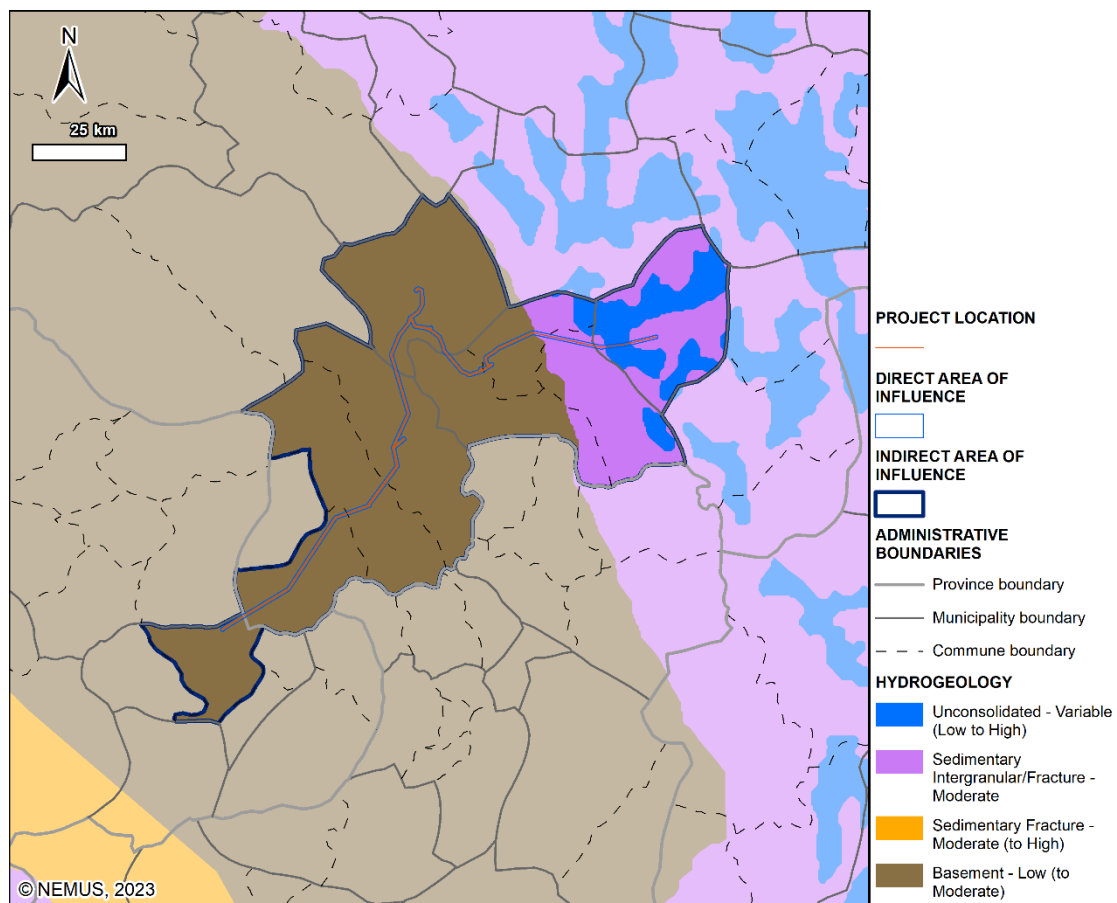 N
25 km
© NEMUS, 2023
PROJECT LOCATION
DIRECT AREA OF
INFLUENCE
INDIRECT AREA OF
INFLUENCE
ADMINISTRATIVE
BOUNDARIES
Province boundary
Municipality boundary
Commune boundary
HYDROGEOLOGY
Unconsolidated - Variable
(Low to High)
Sedimentary
Intergranular/Fracture -
Moderate
Sedimentary Fracture -
Moderate (to High)
Basement - Low (to
Moderate)